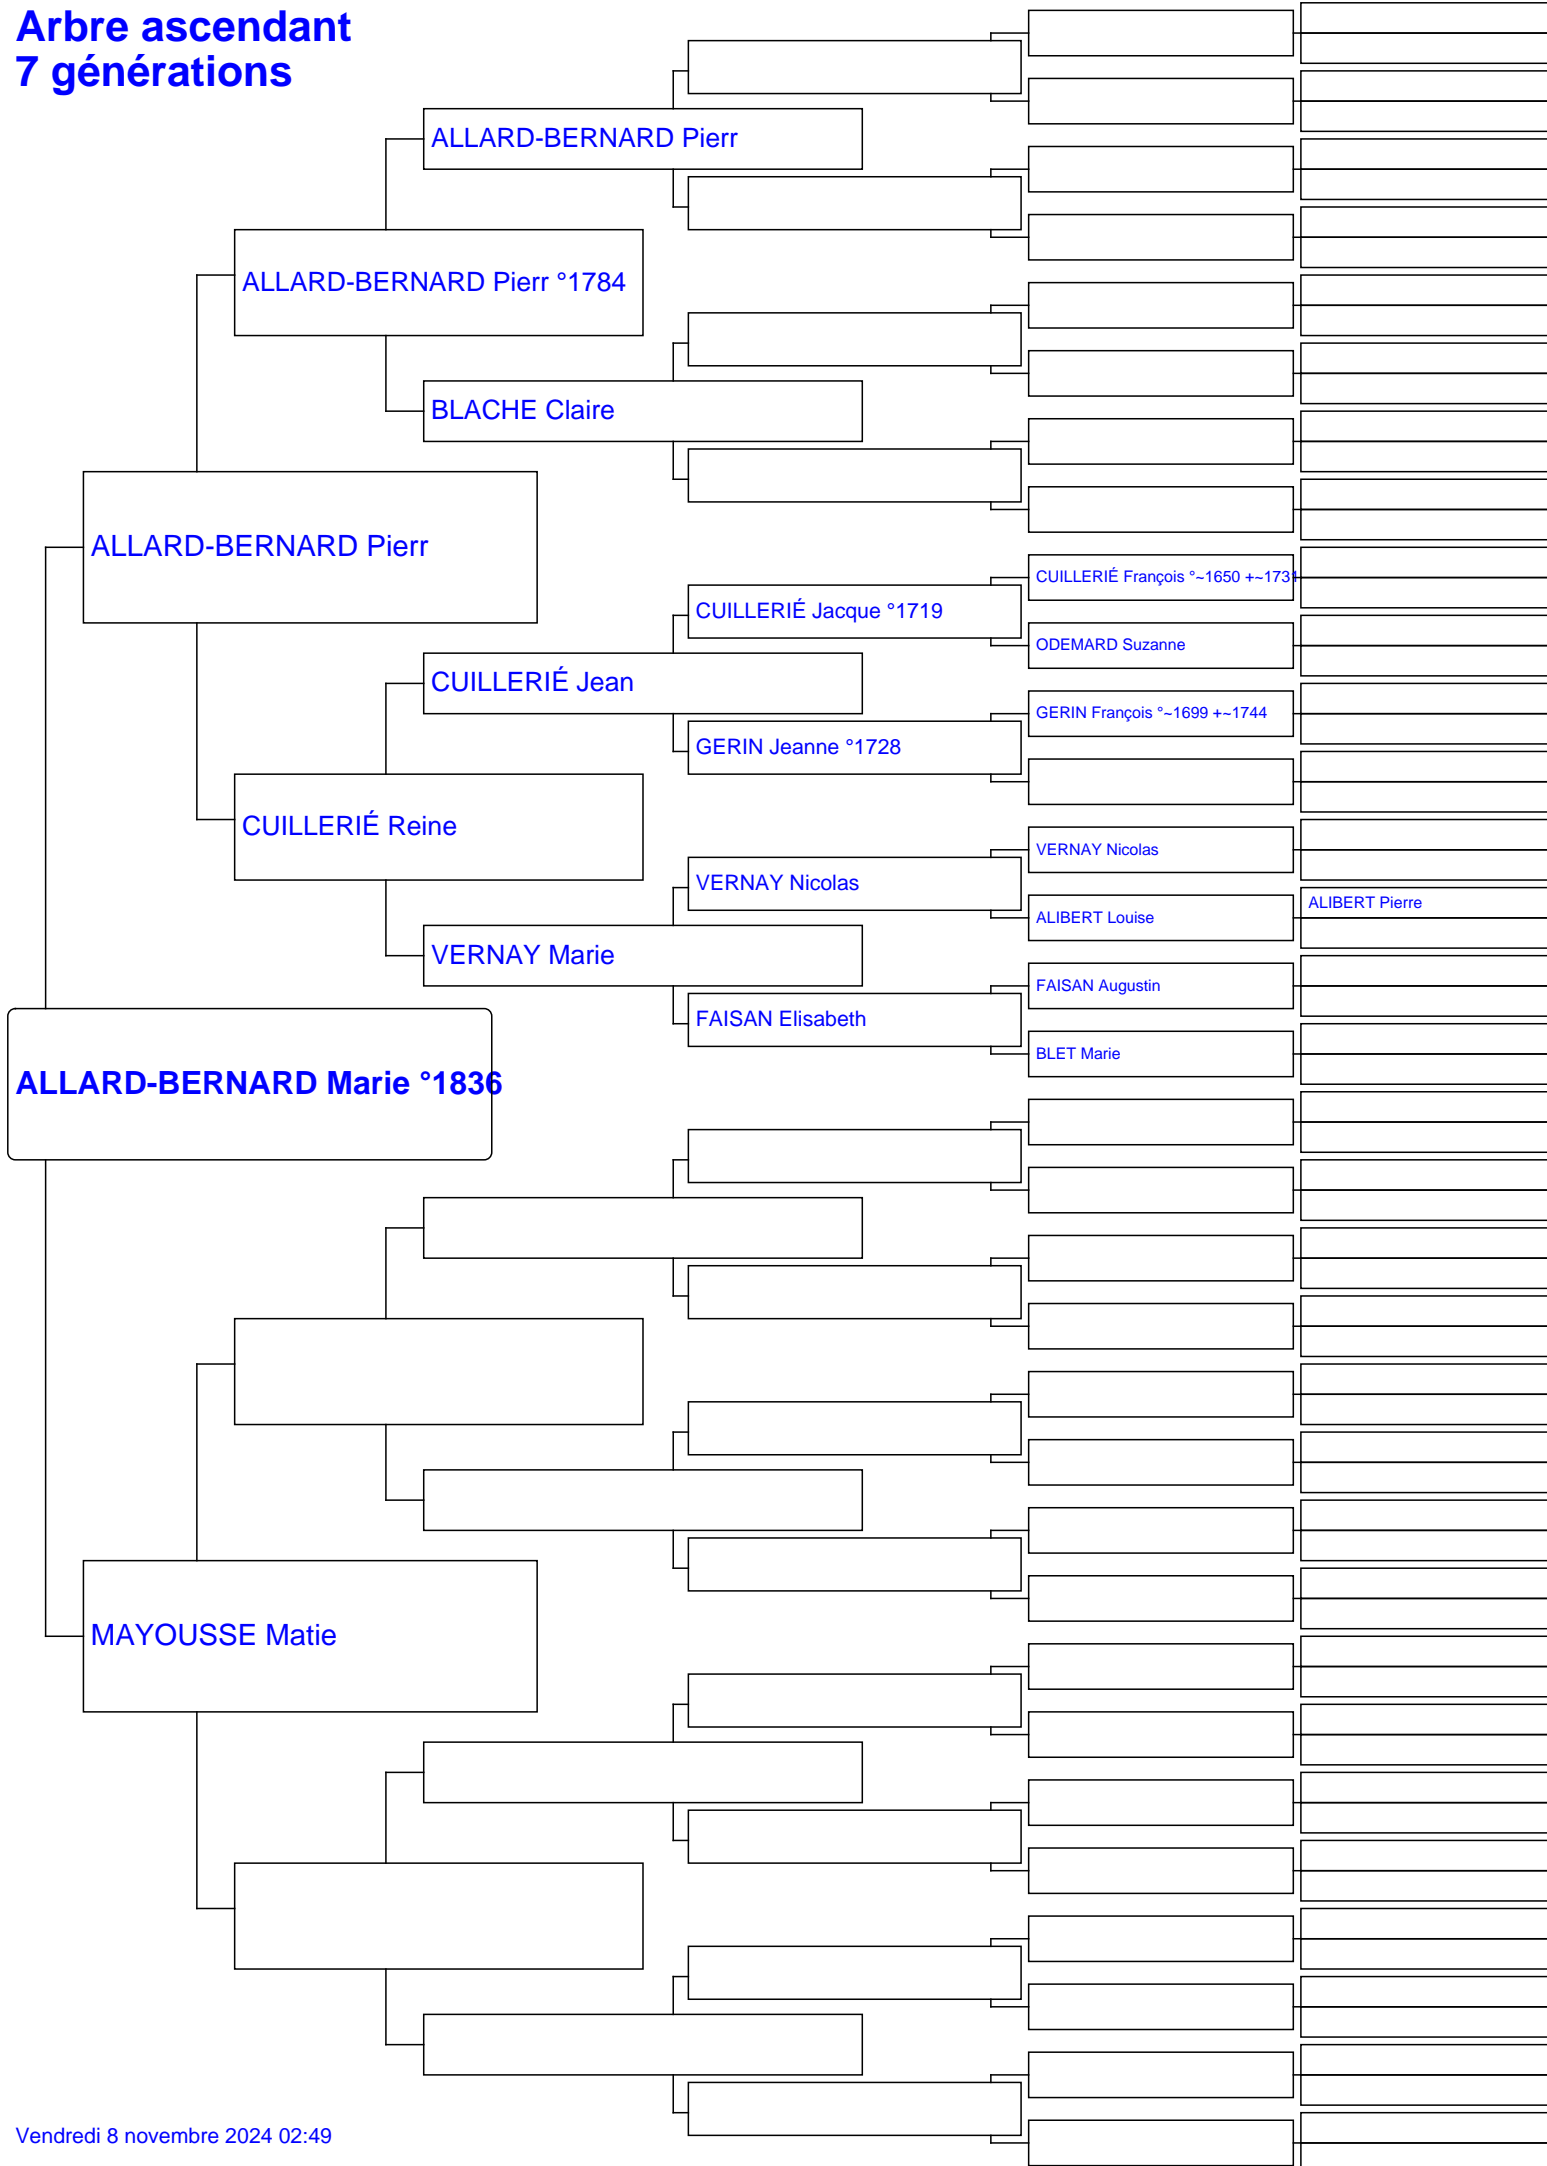 Arbre ascendant
7 générations
ALLARD-BERNARD Pierr
ALLARD-BERNARD Pierr °1784
BLACHE Claire
ALLARD-BERNARD Pierr
CUILLERIÉ François °~1650 +~1731
CUILLERIÉ Jacque °1719
ODEMARD Suzanne
CUILLERIÉ Jean
GERIN François °~1699 +~1744
GERIN Jeanne °1728
CUILLERIÉ Reine
VERNAY Nicolas
VERNAY Nicolas
ALIBERT Pierre
ALIBERT Louise
VERNAY Marie
FAISAN Augustin
FAISAN Elisabeth
BLET Marie
ALLARD-BERNARD Marie °1836
MAYOUSSE Matie
Vendredi 8 novembre 2024 02:49